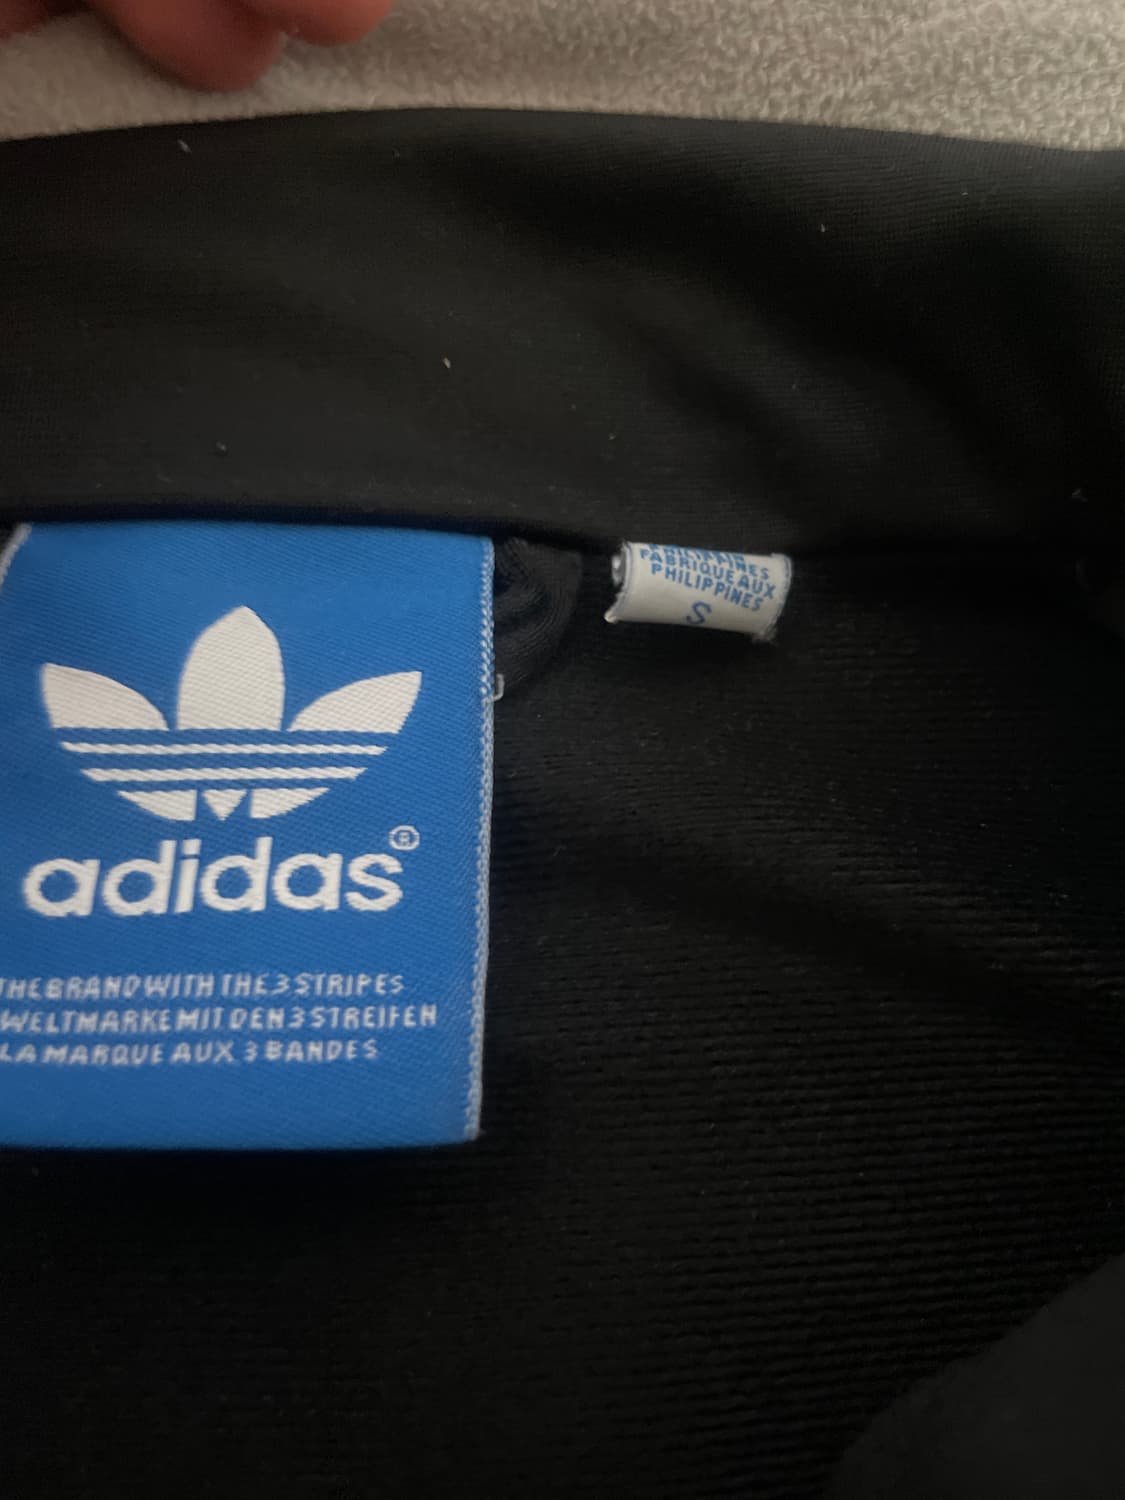 PHILIPPINES
FABRIQUE AUX
PHILIPPINES
S
adidas®
THE BRAND WITH THE 3 STRIPES
WELTMARKE MIT DEN 3 STREIFEN
LA MARQUE AUX 3 BANDES